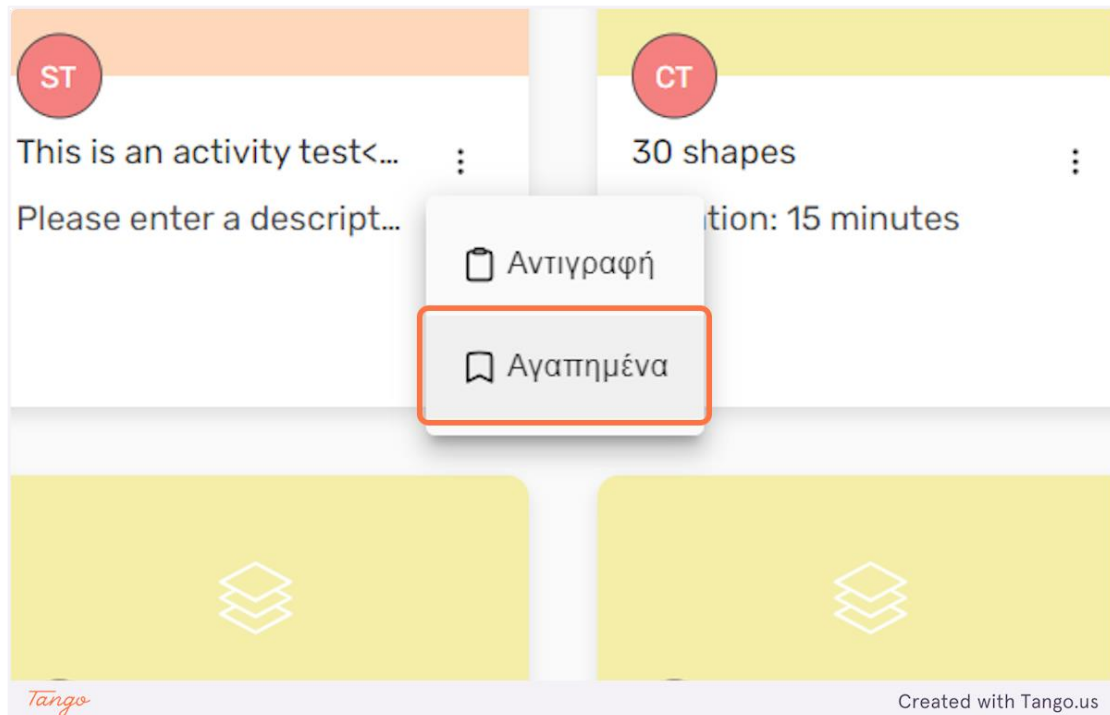 ST
CT
This is an activity test<...
30 shapes
Please enter a descript...
tion: 15 minutes
Αντιγραφή
Αγαπημένα
Tango
Created with Tango.us